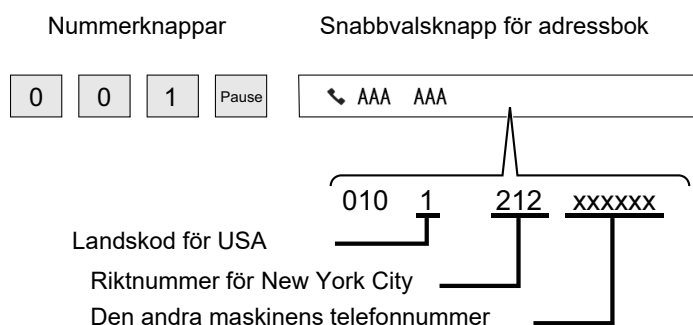 Nummerknappar Snabbvalsknapp för adressbok
0 0 1 Pause AAA AAA
010 1 212 xxxxxx
Landskod för USA
Riktnummer för New York City
Den andra maskinens telefonnummer